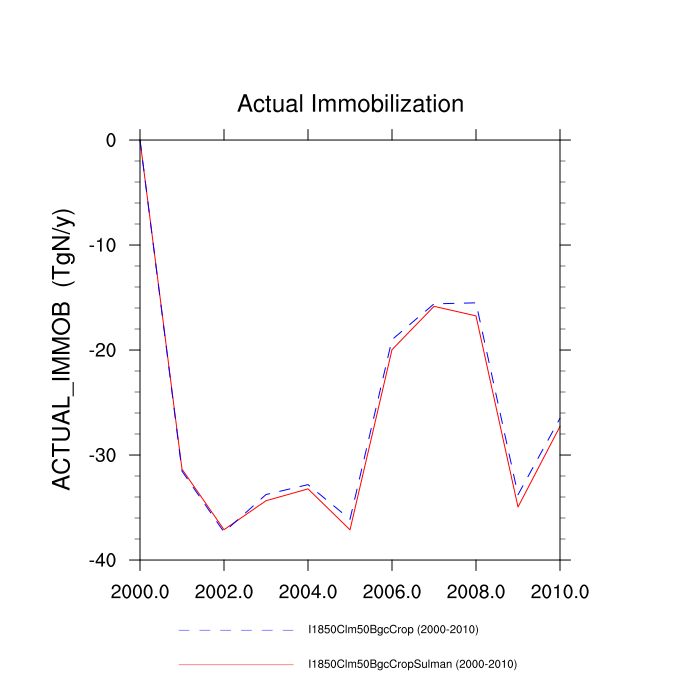 Actual Immobilization
ACTUAL_IMMOB (TgN/y)
0
-10
-20
-30
-40
2000.0 2002.0 2004.0 2006.0 2008.0 2010.0
I1850Clm50BgcCrop (2000-2010)
I1850Clm50BgcCropSulman (2000-2010)